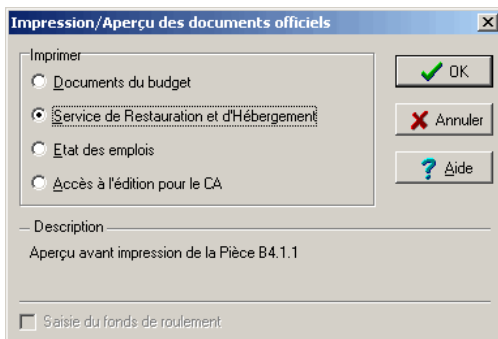 Impression/Aperçu des documents officiels
Imprimer
Documents du budget
Service de Restauration et d'Hébergement
Etat des emplois
Accès à l'édition pour le CA
OK
Annuler
Aide
Description
Aperçu avant impression de la Pièce B4.1.1
Saisie du fonds de roulement